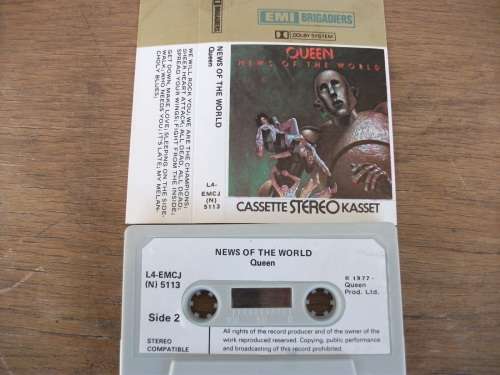 WE WILL ROCK YOU; WE ARE THE CHAMPIONS;
SHEER HEART ATTACK; ALL DEAD, ALL DEAD;
SPREAD YOUR WINGS; FIGHT FROM THE INSIDE;
GET DOWN, MAKE LOVE; SLEEPING ON THE SIDE-
WALK; WHO NEEDS YOU; IT'S LATE; MY MELAN-
CHOLY BLUES;
NEWS OF THE WORLD
Queen
L4-
EMCJ
(N)
5113
EMI BRIGADIERS
DOLBY SYSTEM
QUEEN
NEWS OF THE WORLD
CASSETTE STEREO KASSET
NEWS OF THE WORLD
Queen
L4-EMCJ
(N) 5113
℗ 1977 -
Queen
Prod. Ltd.
Side 2
STEREO
COMPATIBLE
All rights of the record producer and of the owner of the
work reproduced reserved. Copying, public performance
and broadcasting of this record prohibited.